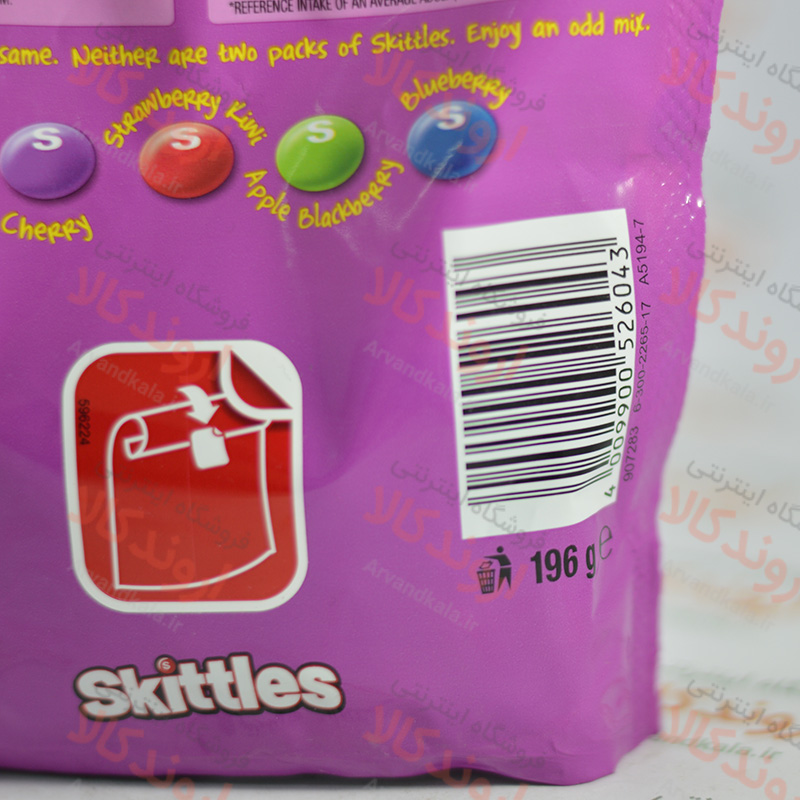 *REFERENCE INTAKE OF AN AVERAGE
same. Neither are two packs of Skittles. Enjoy an odd mix.
Cherry
Strawberry Kiwi
Apple Blackberry
Blueberry
S
S
S
S
4 009900 526043
907283 6-300-2265-17 A5194-7
596224
196 g e
Skittles
فروشگاه اینترنتی
اروند کالا
Arvandkala.ir